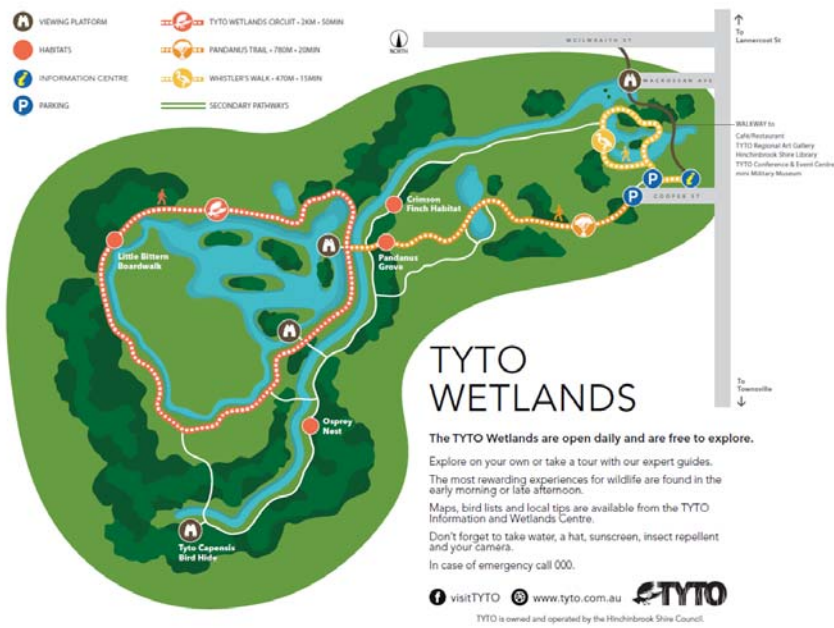 VIEWING PLATFORM
HABITATS
INFORMATION CENTRE
PARKING
TYTO WETLANDS CIRCUIT • 2KM • 50MIN
PANDANUS TRAIL • 780M • 20MIN
WHISTLER'S WALK • 470M • 15MIN
SECONDARY PATHWAYS
NORTH
MCILWRAITH ST
To
Lannercost St
MACROSSAN AVE
WALKWAY to
Café/Restaurant
TYTO Regional Art Gallery
Hinchinbrook Shire Library
TYTO Conference & Event Centre
mini Military Museum
P
P
P
i
i
COOPER ST
Crimson
Finch Habitat
Little Bittern
Boardwalk
Pandanus
Grove
Osprey
Nest
Tyto Capensis
Bird Hide
To
Townsville
TYTO
WETLANDS
The TYTO Wetlands are open daily and are free to explore.
Explore on your own or take a tour with our expert guides.
The most rewarding experiences for wildlife are found in the
early morning or late afternoon.
Maps, bird lists and local tips are available from the TYTO
Information and Wetlands Centre.
Don't forget to take water, a hat, sunscreen, insect repellent
and your camera.
In case of emergency call 000.
f visitTYTO www.tyto.com.au TYTO
TYTO is owned and operated by the Hinchinbrook Shire Council.